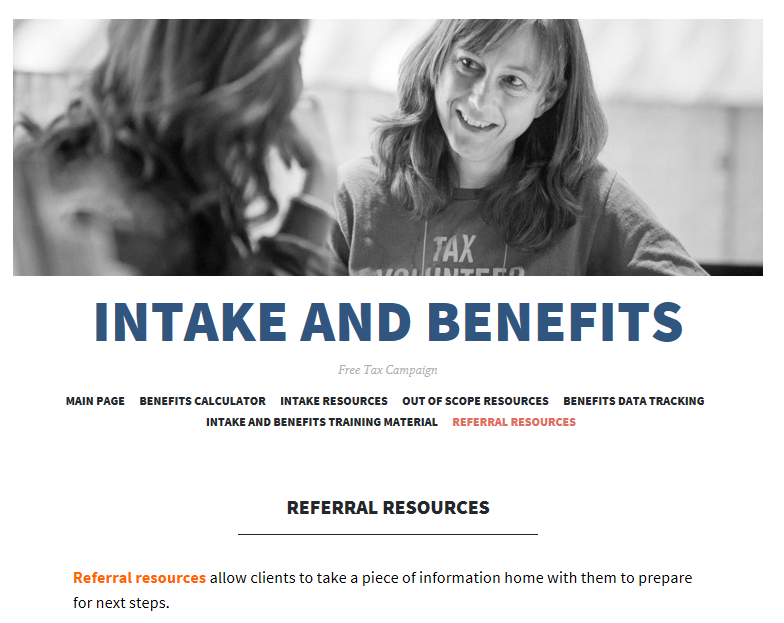 TAX
VOLUNTEER
INTAKE AND BENEFITS
Free Tax Campaign
MAIN PAGE BENEFITS CALCULATOR INTAKE RESOURCES OUT OF SCOPE RESOURCES BENEFITS DATA TRACKING
INTAKE AND BENEFITS TRAINING MATERIAL REFERRAL RESOURCES
REFERRAL RESOURCES
Referral resources allow clients to take a piece of information home with them to prepare
for next steps.